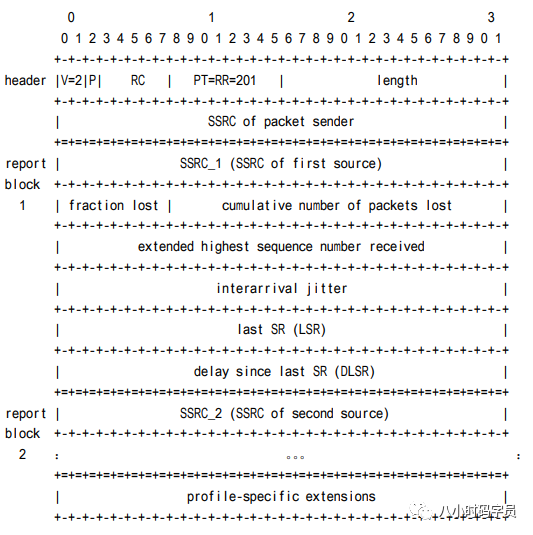 0 1 2 3
0 1 2 3 4 5 6 7 8 9 0 1 2 3 4 5 6 7 8 9 0 1 2 3 4 5 6 7 8 9 0 1
+-+-+-+-+-+-+-+-+-+-+-+-+-+-+-+-+-+-+-+-+-+-+-+-+-+-+-+-+-+-+-+-+
header |V=2|P| RC | PT=RR=201 | length |
+-+-+-+-+-+-+-+-+-+-+-+-+-+-+-+-+-+-+-+-+-+-+-+-+-+-+-+-+-+-+-+-+
| SSRC of packet sender |
+=+=+=+=+=+=+=+=+=+=+=+=+=+=+=+=+=+=+=+=+=+=+=+=+=+=+=+=+=+=+=+=+
report | SSRC_1 (SSRC of first source) |
block +-+-+-+-+-+-+-+-+-+-+-+-+-+-+-+-+-+-+-+-+-+-+-+-+-+-+-+-+-+-+-+-+
1 | fraction lost | cumulative number of packets lost |
+-+-+-+-+-+-+-+-+-+-+-+-+-+-+-+-+-+-+-+-+-+-+-+-+-+-+-+-+-+-+-+-+
| extended highest sequence number received |
+-+-+-+-+-+-+-+-+-+-+-+-+-+-+-+-+-+-+-+-+-+-+-+-+-+-+-+-+-+-+-+-+
| interarrival jitter |
+-+-+-+-+-+-+-+-+-+-+-+-+-+-+-+-+-+-+-+-+-+-+-+-+-+-+-+-+-+-+-+-+
| last SR (LSR) |
+-+-+-+-+-+-+-+-+-+-+-+-+-+-+-+-+-+-+-+-+-+-+-+-+-+-+-+-+-+-+-+-+
| delay since last SR (DLSR) |
+=+=+=+=+=+=+=+=+=+=+=+=+=+=+=+=+=+=+=+=+=+=+=+=+=+=+=+=+=+=+=+=+
report | SSRC_2 (SSRC of second source) |
block +-+-+-+-+-+-+-+-+-+-+-+-+-+-+-+-+-+-+-+-+-+-+-+-+-+-+-+-+-+-+-+-+
2 : 。。。 :
+=+=+=+=+=+=+=+=+=+=+=+=+=+=+=+=+=+=+=+=+=+=+=+=+=+=+=+=+=+=+=+=+
| profile-specific extensions |
+-+-+-+-+-+-+-+-+-+-+-+-+-+-+-+-+-+-+-+-+-+-+-+-+-+-+-+-+-+-+-+-+
八小时码字员